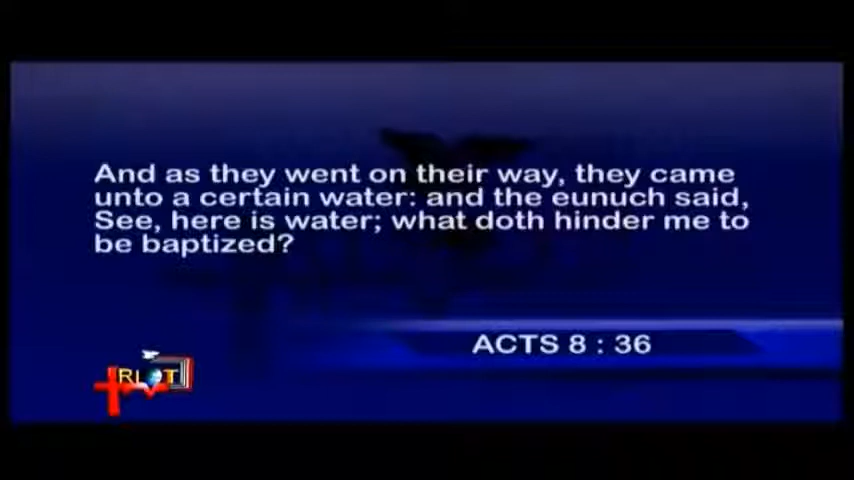 And as they went on their way, they came
unto a certain water: and the eunuch said,
See, here is water; what doth hinder me to
be baptized?
ACTS 8 : 36